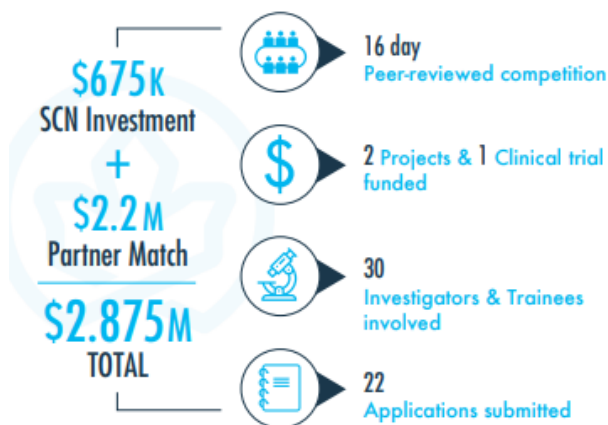 $675K
SCN Investment
+
$2.2M
Partner Match
$2.875M
TOTAL
16 day
Peer-reviewed competition
$
2 Projects & 1 Clinical trial
funded
30
Investigators & Trainees
involved
22
Applications submitted